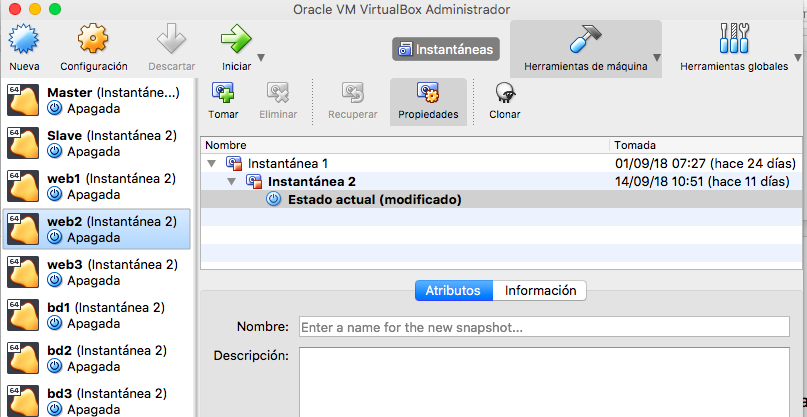 Oracle VM VirtualBox Administrador
Nueva
Configuración
Descartar
Iniciar
Instantáneas
Herramientas de máquina
Herramientas globales
64 Master (Instantáne...)
Apagada
64 Slave (Instantánea 2)
Apagada
64 web1 (Instantánea 2)
Apagada
64 web2 (Instantánea 2)
Apagada
64 web3 (Instantánea 2)
Apagada
64 bd1 (Instantánea 2)
Apagada
64 bd2 (Instantánea 2)
Apagada
64 bd3 (Instantánea 2)
Apagada
Tomar
Eliminar
Recuperar
Propiedades
Clonar
Nombre Tomada
Instantánea 1 01/09/18 07:27 (hace 24 días)
Instantánea 2 14/09/18 10:51 (hace 11 días)
Estado actual (modificado)
Atributos Información
Nombre: Enter a name for the new snapshot...
Descripción: